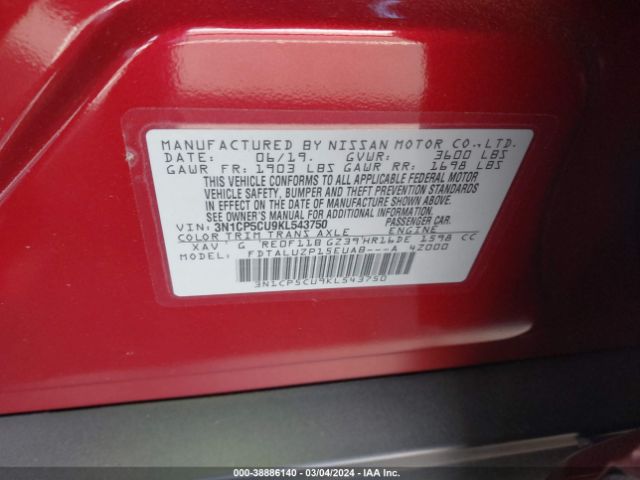 MANUFACTURED BY NISSAN MOTOR CO.,LTD.
DATE: 06/19. GVWR: 3600 LBS
GAWR FR: 1903 LBS GAWR RR: 1698 LBS
THIS VEHICLE CONFORMS TO ALL APPLICABLE FEDERAL MOTOR
VEHICLE SAFETY, BUMPER AND THEFT PREVENTION STANDARDS
IN EFFECT ON THE DATE OF MANUFACTURE SHOWN ABOVE.
SEE OWNER'S MANUAL FOR ADDITIONAL INFORMATION.
VIN: 3N1CP5CU9KL543750 PASSENGER CAR
COLOR TRIM TRANS AXLE ENGINE
XAV G RE0F11B GZ39 HR16DE 1598 CC
MODEL: FDTALUZP15EUAB---A 42000
3N1CP5CU9KL543750
000-38886140 - 03/04/2024 - IAA Inc.